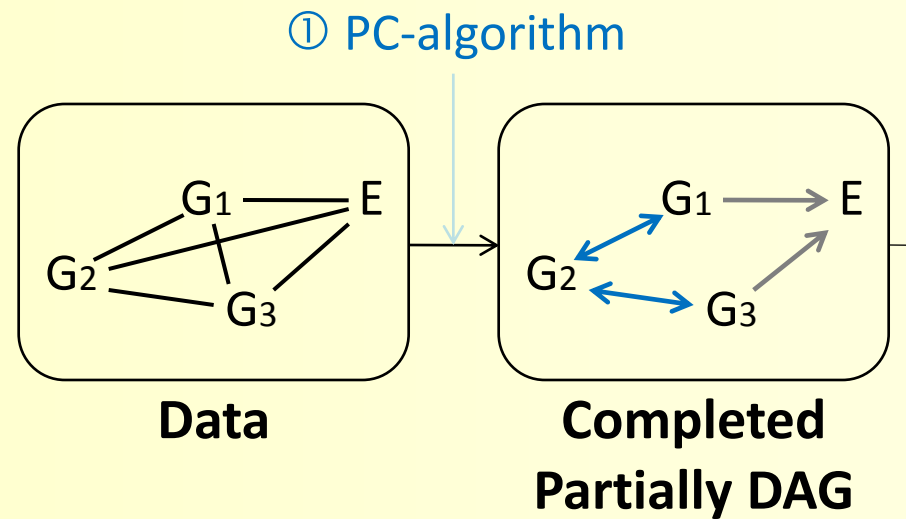 ① PC-algorithm
G1 E
G2
G3
G1 E
G2
G3
Data
Completed
Partially DAG